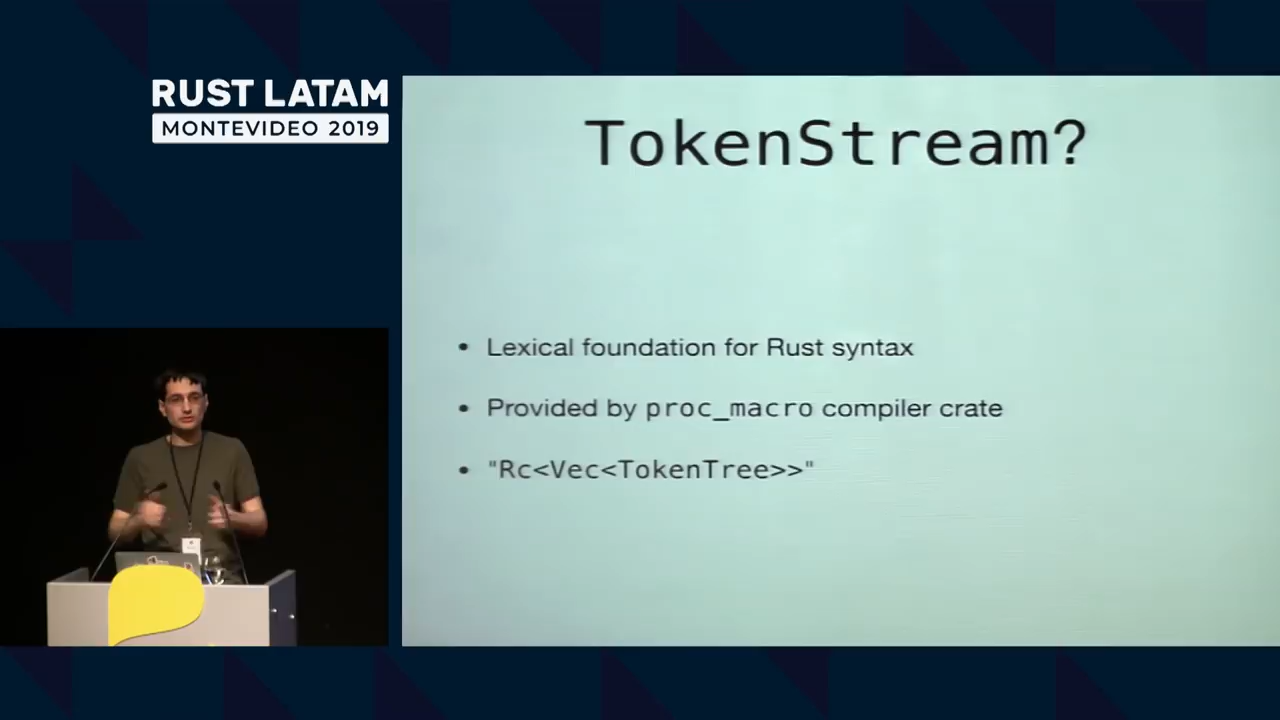 RUST LATAM
MONTEVIDEO 2019
TokenStream?
• Lexical foundation for Rust syntax
• Provided by proc_macro compiler crate
• "Rc<Vec<TokenTree>>"